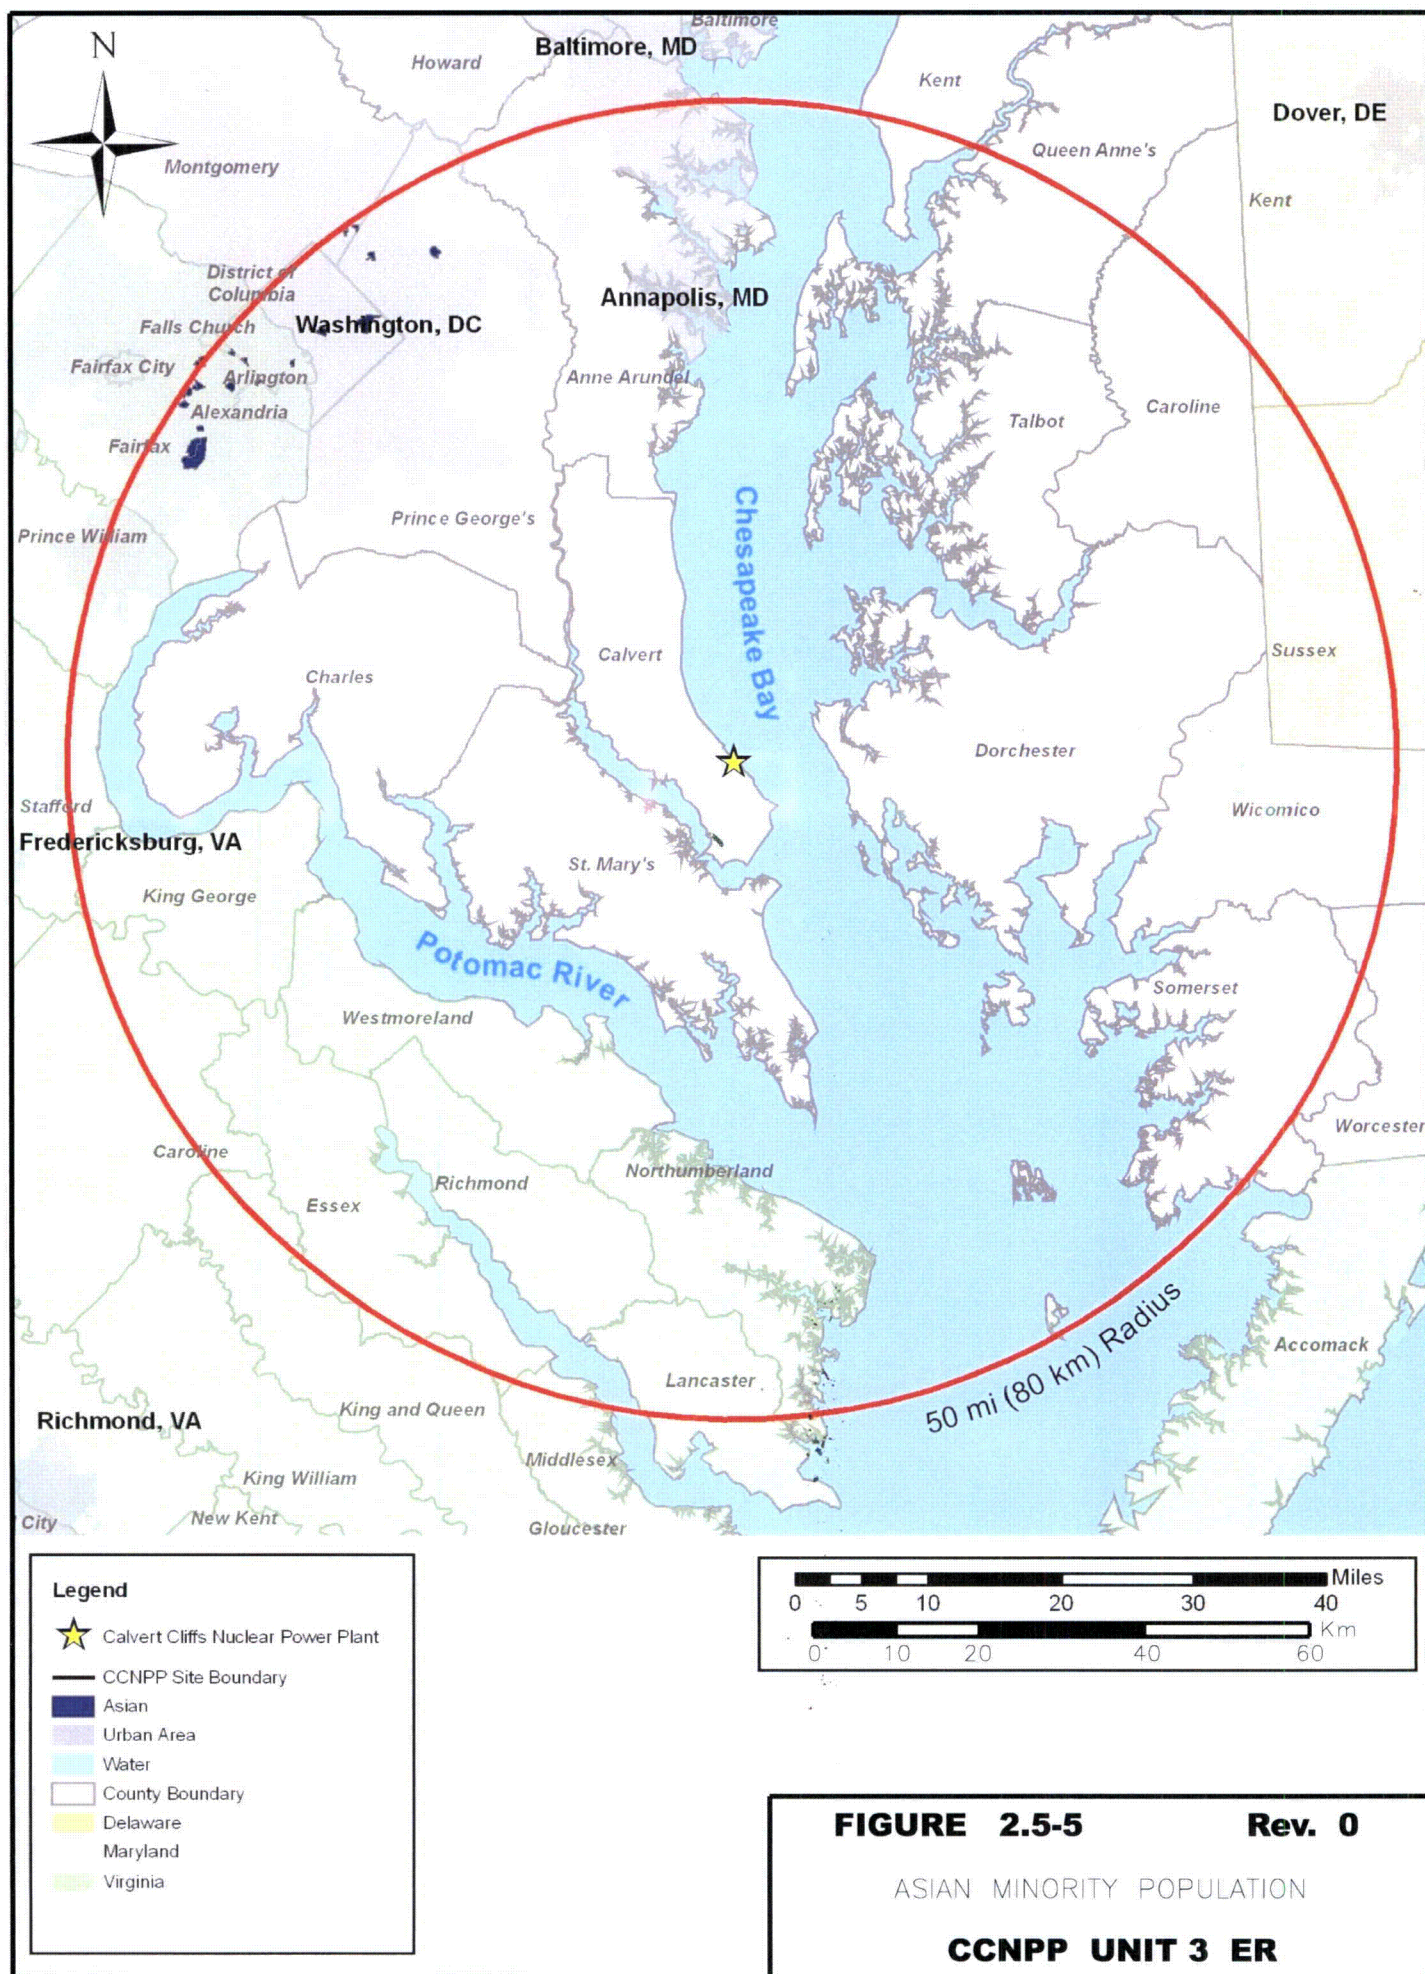 Baltimore
N
Baltimore, MD
Howard
Kent
Dover, DE
Queen Anne's
Montgomery
Kent
District of
Columbia
Annapolis, MD
Falls Church
Washington, DC
Fairfax City
Arlington
Anne Arundel
Alexandria
Talbot
Caroline
Fairfax
Prince George's
Prince William
Chesapeake Bay
Calvert
Sussex
Charles
Dorchester
Stafford
Wicomico
Fredericksburg, VA
St. Mary's
King George
Potomac River
Somerset
Westmoreland
Worcester
Caroline
Northumberland
Richmond
Essex
50 mi (80 km) Radius
Accomack
Lancaster
King and Queen
Richmond, VA
Middlesex
King William
New Kent
City
Gloucester
Legend
Calvert Cliffs Nuclear Power Plant
CCNPP Site Boundary
Asian
Urban Area
Water
County Boundary
Delaware
Maryland
Virginia
Miles
0 5 10 20 30 40
Km
0 10 20 40 60
FIGURE 2.5-5 Rev. 0
ASIAN MINORITY POPULATION
CCNPP UNIT 3 ER